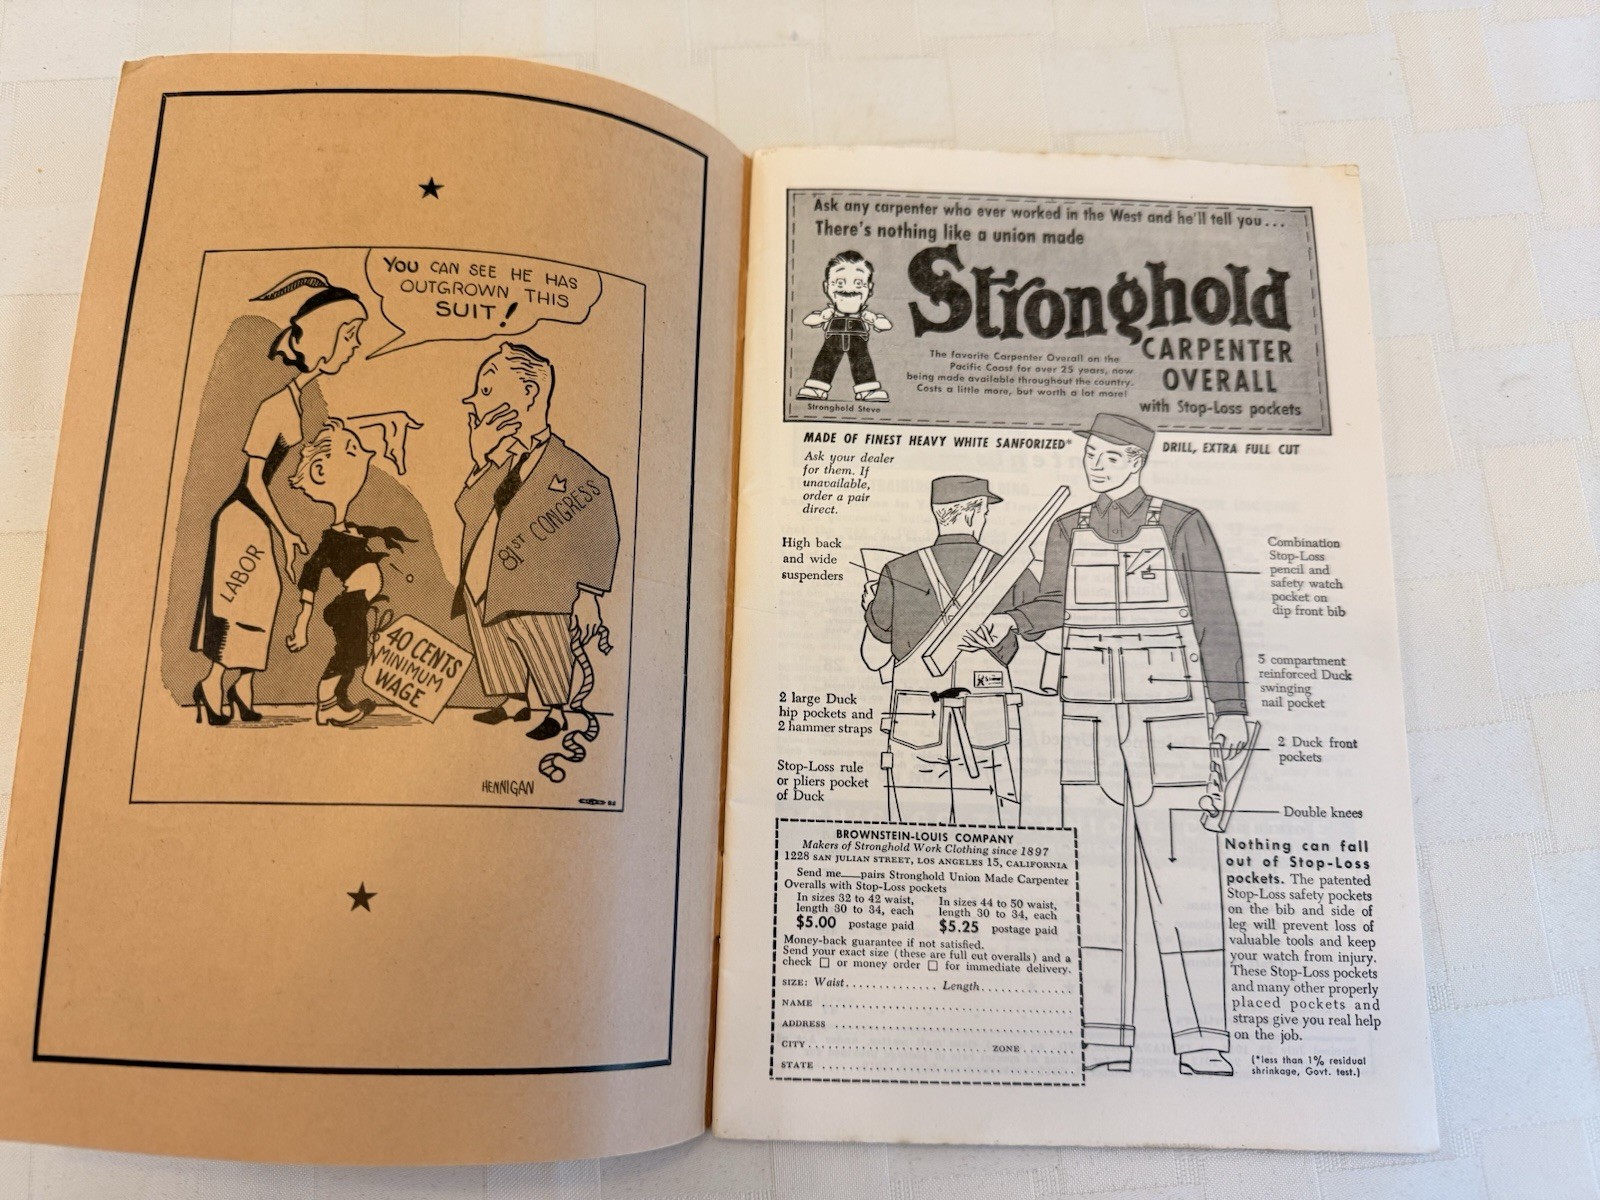 YOU CAN SEE HE HAS
OUTGROWN THIS
SUIT!
LABOR
81ST CONGRESS
40 CENTS
MINIMUM
WAGE
HENNIGAN
Ask any carpenter who ever worked in the West and he'll tell you...
There's nothing like a union made
Stronghold
CARPENTER
OVERALL
with Stop-Loss pockets
The favorite Carpenter Overall on the
Pacific Coast for over 25 years, now
being made available throughout the country.
Costs a little more, but worth a lot more!
Stronghold Steve
MADE OF FINEST HEAVY WHITE SANFORIZED* DRILL, EXTRA FULL CUT
Ask your dealer
for them. If
unavailable,
order a pair
direct.
High back
and wide
suspenders
2 large Duck
hip pockets and
2 hammer straps
Stop-Loss rule
or pliers pocket
of Duck
Combination
Stop-Loss
pencil and
safety watch
pocket on
dip front bib
5 compartment
reinforced Duck
swinging
nail pocket
2 Duck front
pockets
Double knees
Nothing can fall
out of Stop-Loss
pockets. The patented
Stop-Loss safety pockets
on the bib and side of
leg will prevent loss of
valuable tools and keep
your watch from injury.
These Stop-Loss pockets
and many other properly
placed pockets and
straps give you real help
on the job.
(*less than 1% residual
shrinkage, Govt. test.)
BROWNSTEIN-LOUIS COMPANY
Makers of Stronghold Work Clothing since 1897
1228 SAN JULIAN STREET, LOS ANGELES 15, CALIFORNIA
Send me___pairs Stronghold Union Made Carpenter
Overalls with Stop-Loss pockets
In sizes 32 to 42 waist,
length 30 to 34, each
$5.00 postage paid
In sizes 44 to 50 waist,
length 30 to 34, each
$5.25 postage paid
Money-back guarantee if not satisfied.
Send your exact size (these are full cut overalls) and a
check □ or money order □ for immediate delivery.
SIZE: Waist............. Length.............
NAME
ADDRESS
CITY ZONE
STATE